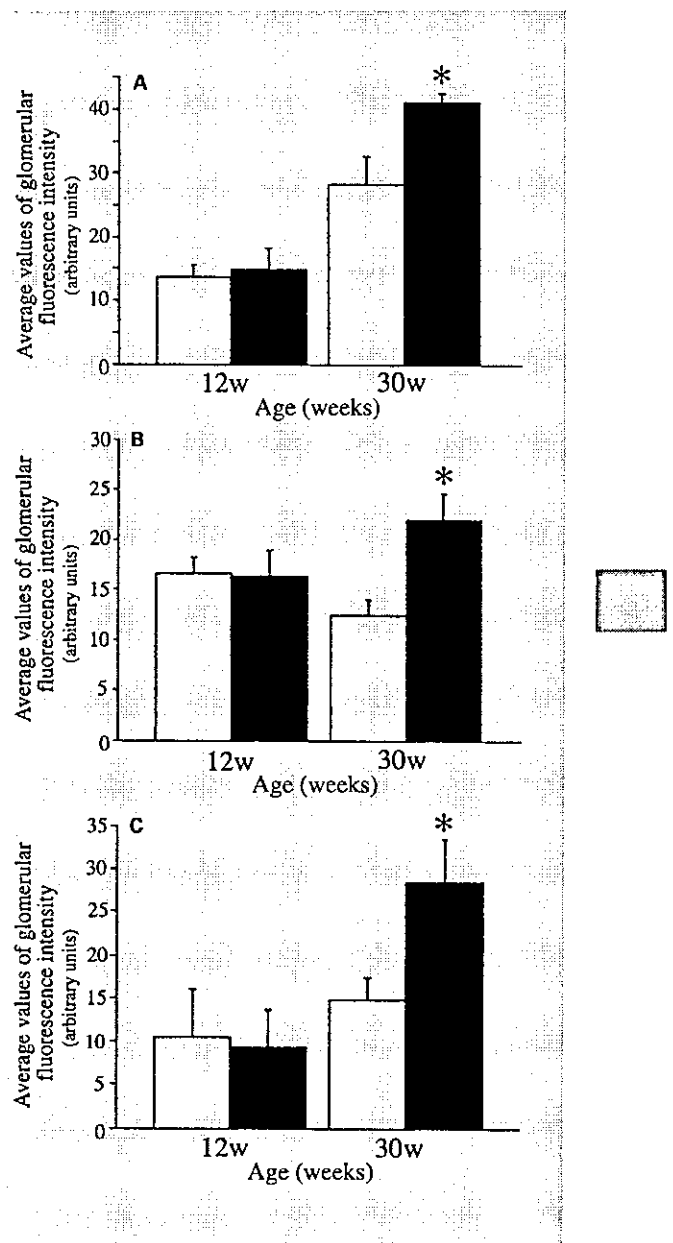 A
*
Average values of glomerular
fluorescence intensity
(arbitrary units)
40
30
20
10
0
12w 30w
Age (weeks)
B
*
Average values of glomerular
fluorescence intensity
(arbitrary units)
30
25
20
15
10
5
0
12w 30w
Age (weeks)
C
*
Average values of glomerular
fluorescence intensity
(arbitrary units)
35
30
25
20
15
10
5
0
12w 30w
Age (weeks)